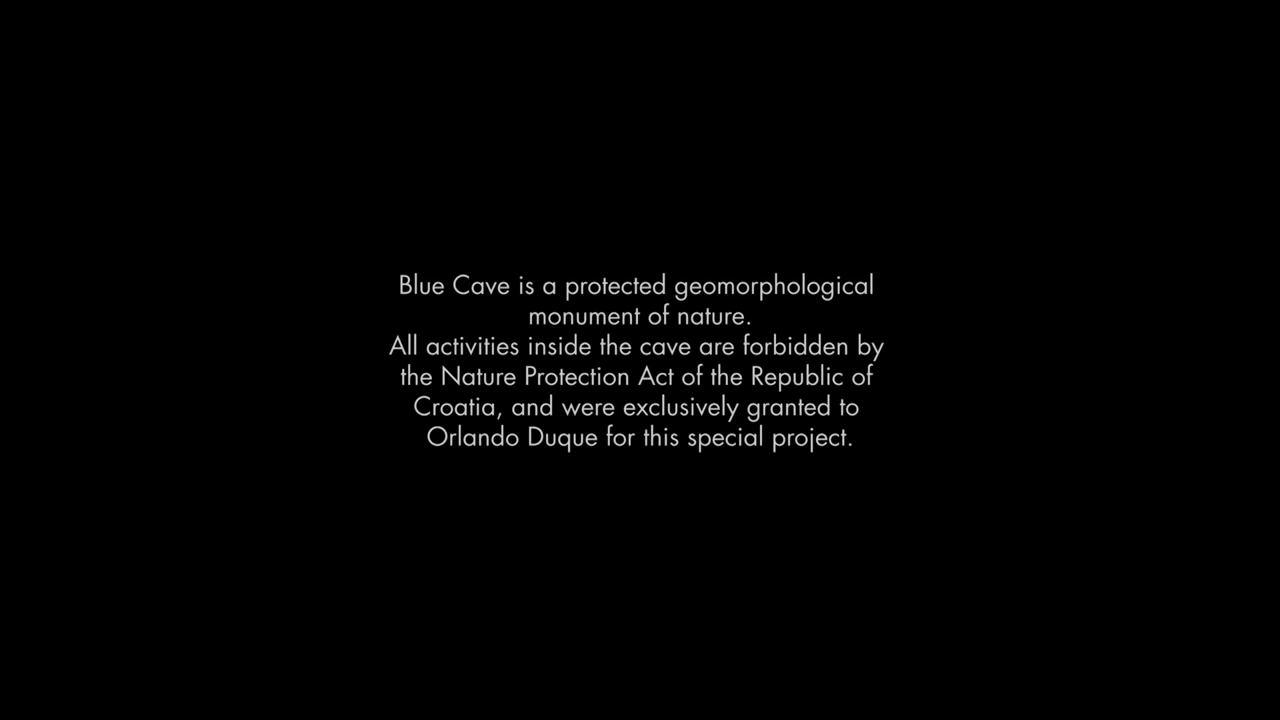 Blue Cave is a protected geomorphological
monument of nature.
All activities inside the cave are forbidden by
the Nature Protection Act of the Republic of
Croatia, and were exclusively granted to
Orlando Duque for this special project.